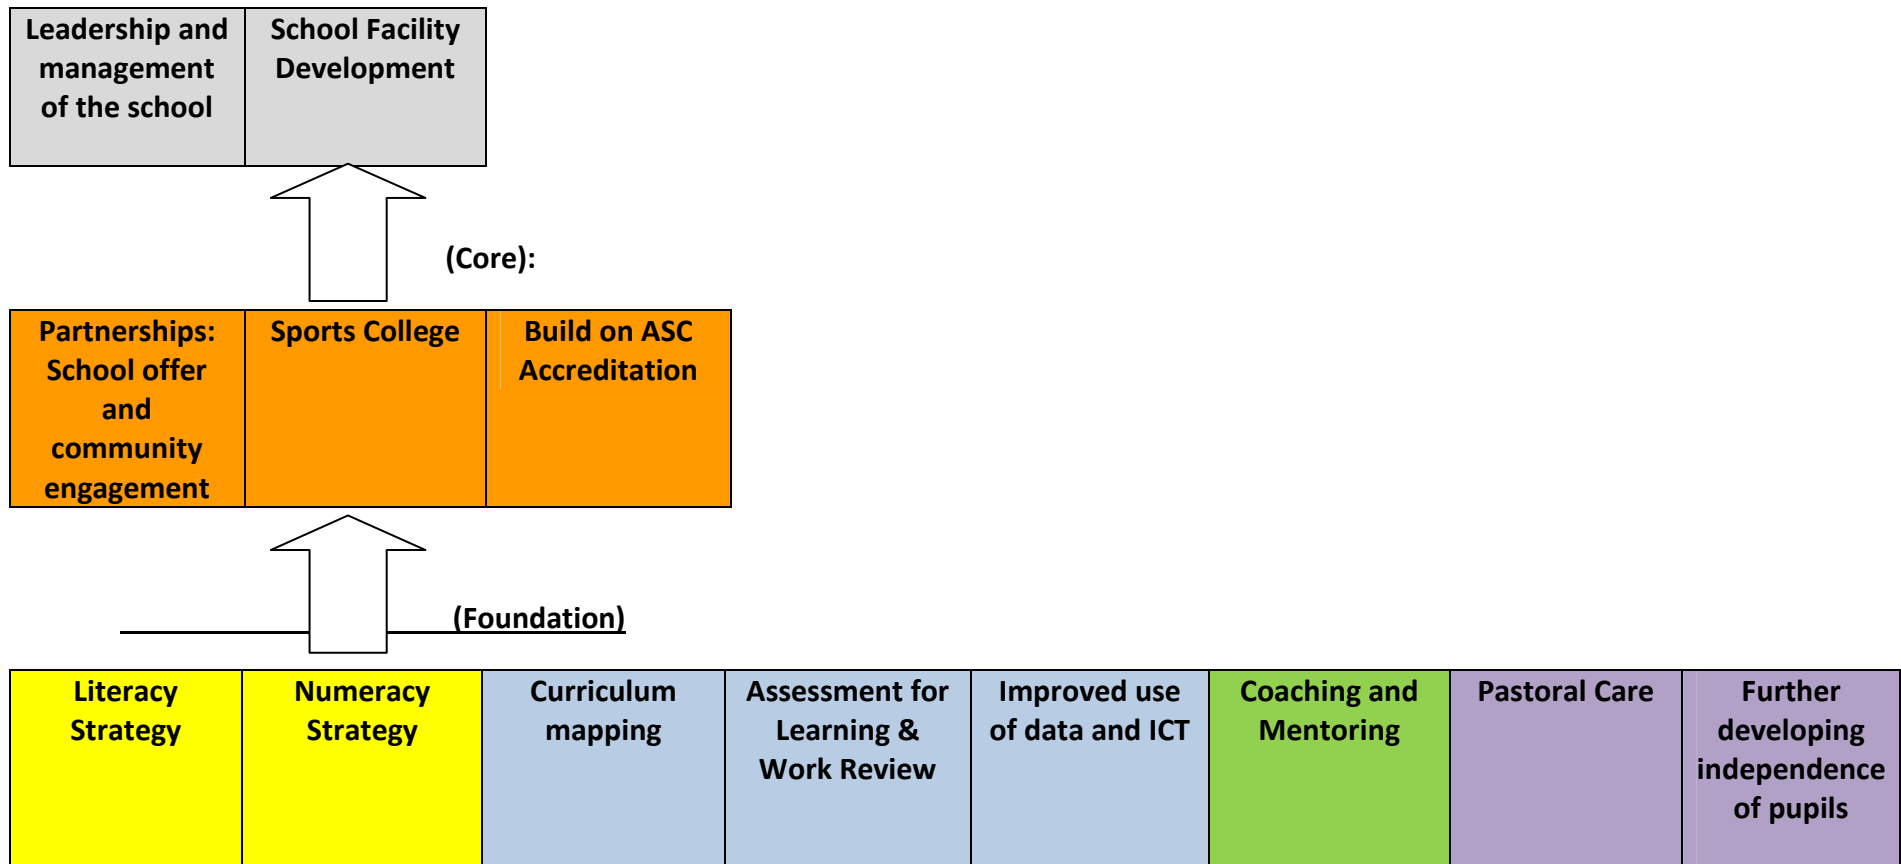 Leadership and
management
of the school
School Facility
Development
(Core):
Partnerships:
School offer
and
community
engagement
Sports College
Build on ASC
Accreditation
(Foundation)
Literacy
Strategy
Numeracy
Strategy
Curriculum
mapping
Assessment for
Learning &
Work Review
Improved use
of data and ICT
Coaching and
Mentoring
Pastoral Care
Further
developing
independence
of pupils